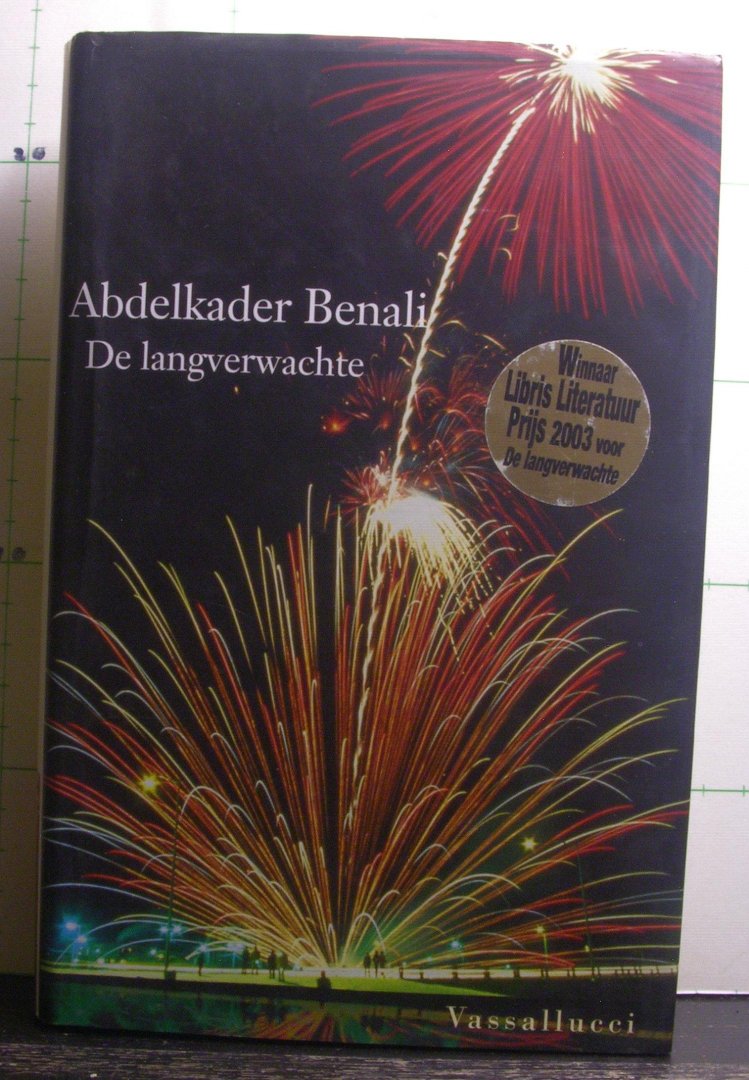 Abdelkader Benali
De langverwachte
Winnaar
Libris Literatuur
Prijs 2003 voor
De langverwachte
Vassallucci